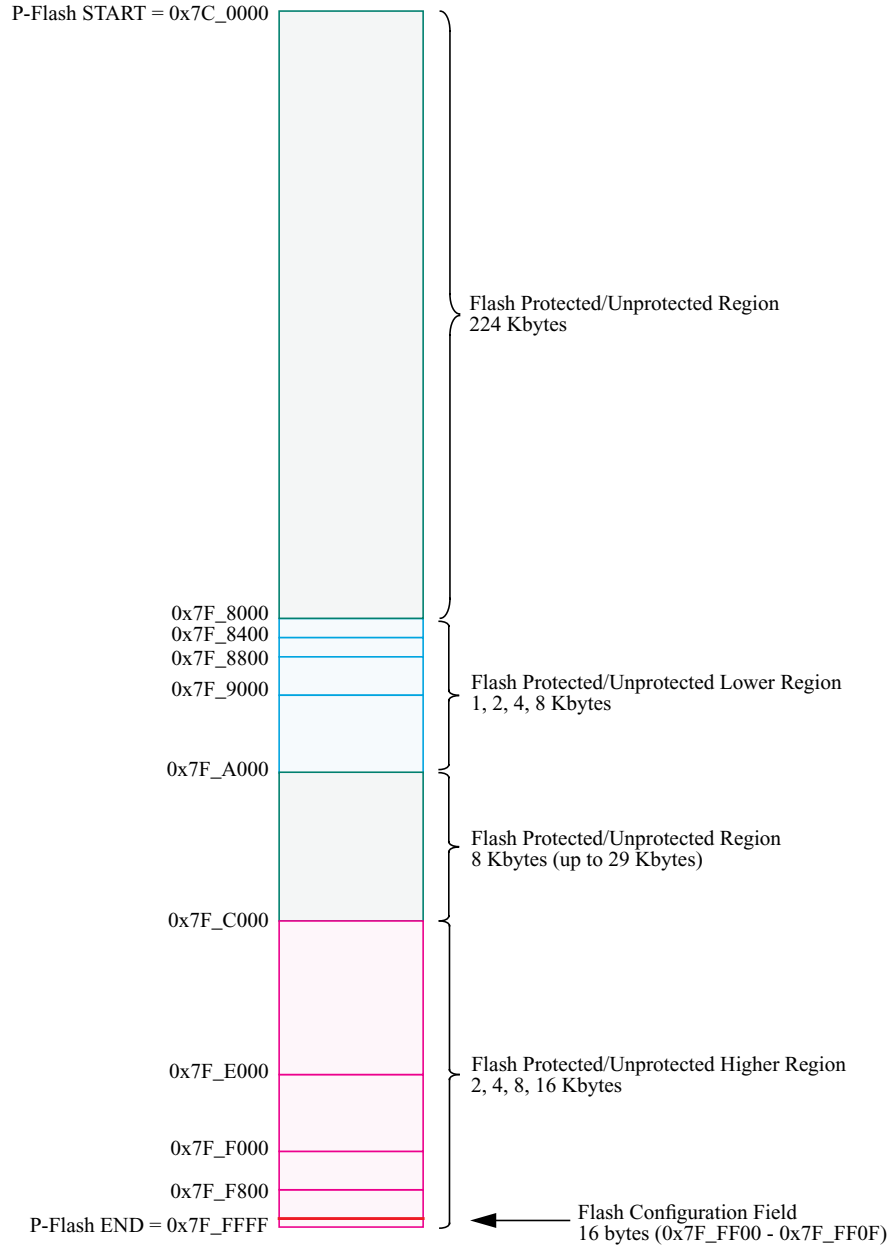 P-Flash START = 0x7C_0000
Flash Protected/Unprotected Region
224 Kbytes
0x7F_8000
0x7F_8400
0x7F_8800
0x7F_9000
Flash Protected/Unprotected Lower Region
1, 2, 4, 8 Kbytes
0x7F_A000
Flash Protected/Unprotected Region
8 Kbytes (up to 29 Kbytes)
0x7F_C000
0x7F_E000
Flash Protected/Unprotected Higher Region
2, 4, 8, 16 Kbytes
0x7F_F000
0x7F_F800
P-Flash END = 0x7F_FFFF
Flash Configuration Field
16 bytes (0x7F_FF00 - 0x7F_FF0F)